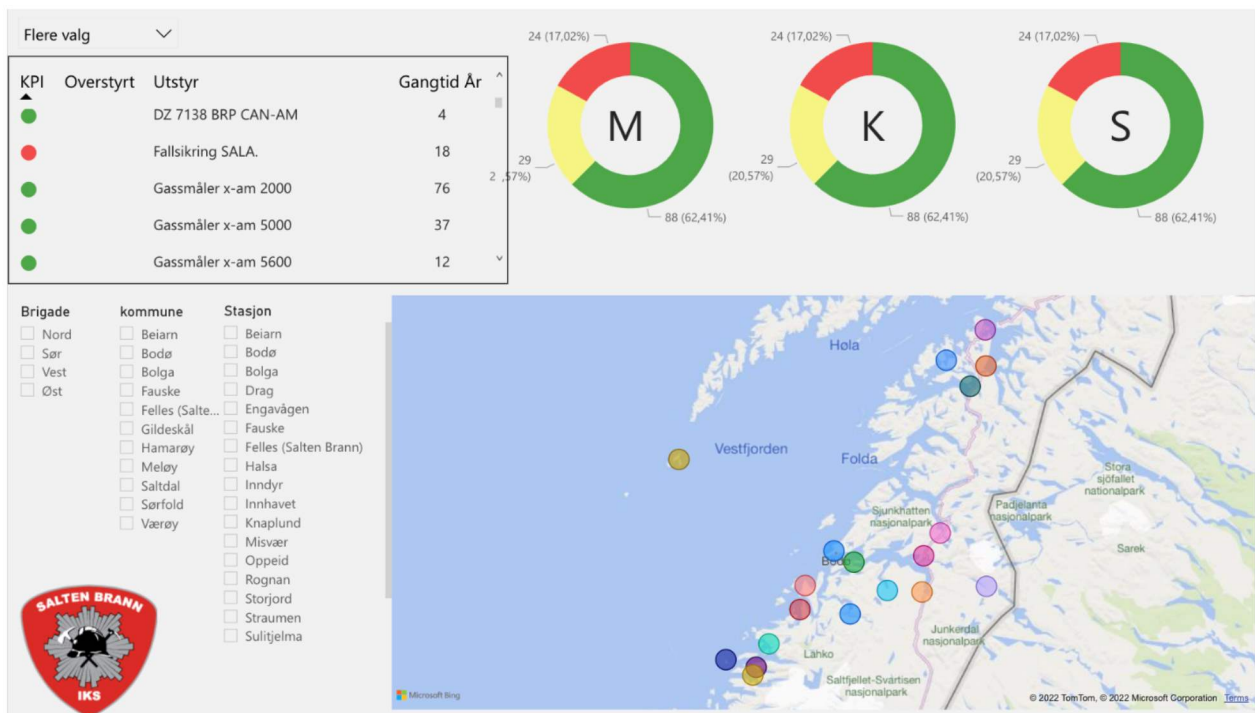 Flere valg
KPI Overstyrt Utstyr Gangtid År
DZ 7138 BRP CAN-AM 4
Fallsikring SALA. 18
Gassmåler x-am 2000 76
Gassmåler x-am 5000 37
Gassmåler x-am 5600 12
24 (17,02%)
M
29
2 ,57%)
88 (62,41%)
24 (17,02%)
K
29
(20,57%)
88 (62,41%)
24 (17,02%)
S
29
(20,57%)
88 (62,41%)
Brigade
Nord
Sør
Vest
Øst
kommune
Beiarn
Bodø
Bolga
Fauske
Felles (Salte...
Gildeskål
Hamarøy
Meløy
Saltdal
Sørfold
Værøy
Stasjon
Beiarn
Bodø
Bolga
Drag
Engavågen
Fauske
Felles (Salten Brann)
Halsa
Inndyr
Innhavet
Knaplund
Misvær
Oppeid
Rognan
Storjord
Straumen
Sulitjelma
SALTEN BRANN
IKS
Høla
Vestfjorden
Folda
Stora
sjöfallet
nationalpark
Padjelanta
nasjonalpark
Sjunkhatten
nasjonalpark
Sarek
Bodø
Junkerdal
nasjonalpark
Låhko
Saltfjellet-Svartisen
nasjonalpark
Microsoft Bing
© 2022 TomTom, © 2022 Microsoft Corporation Terms